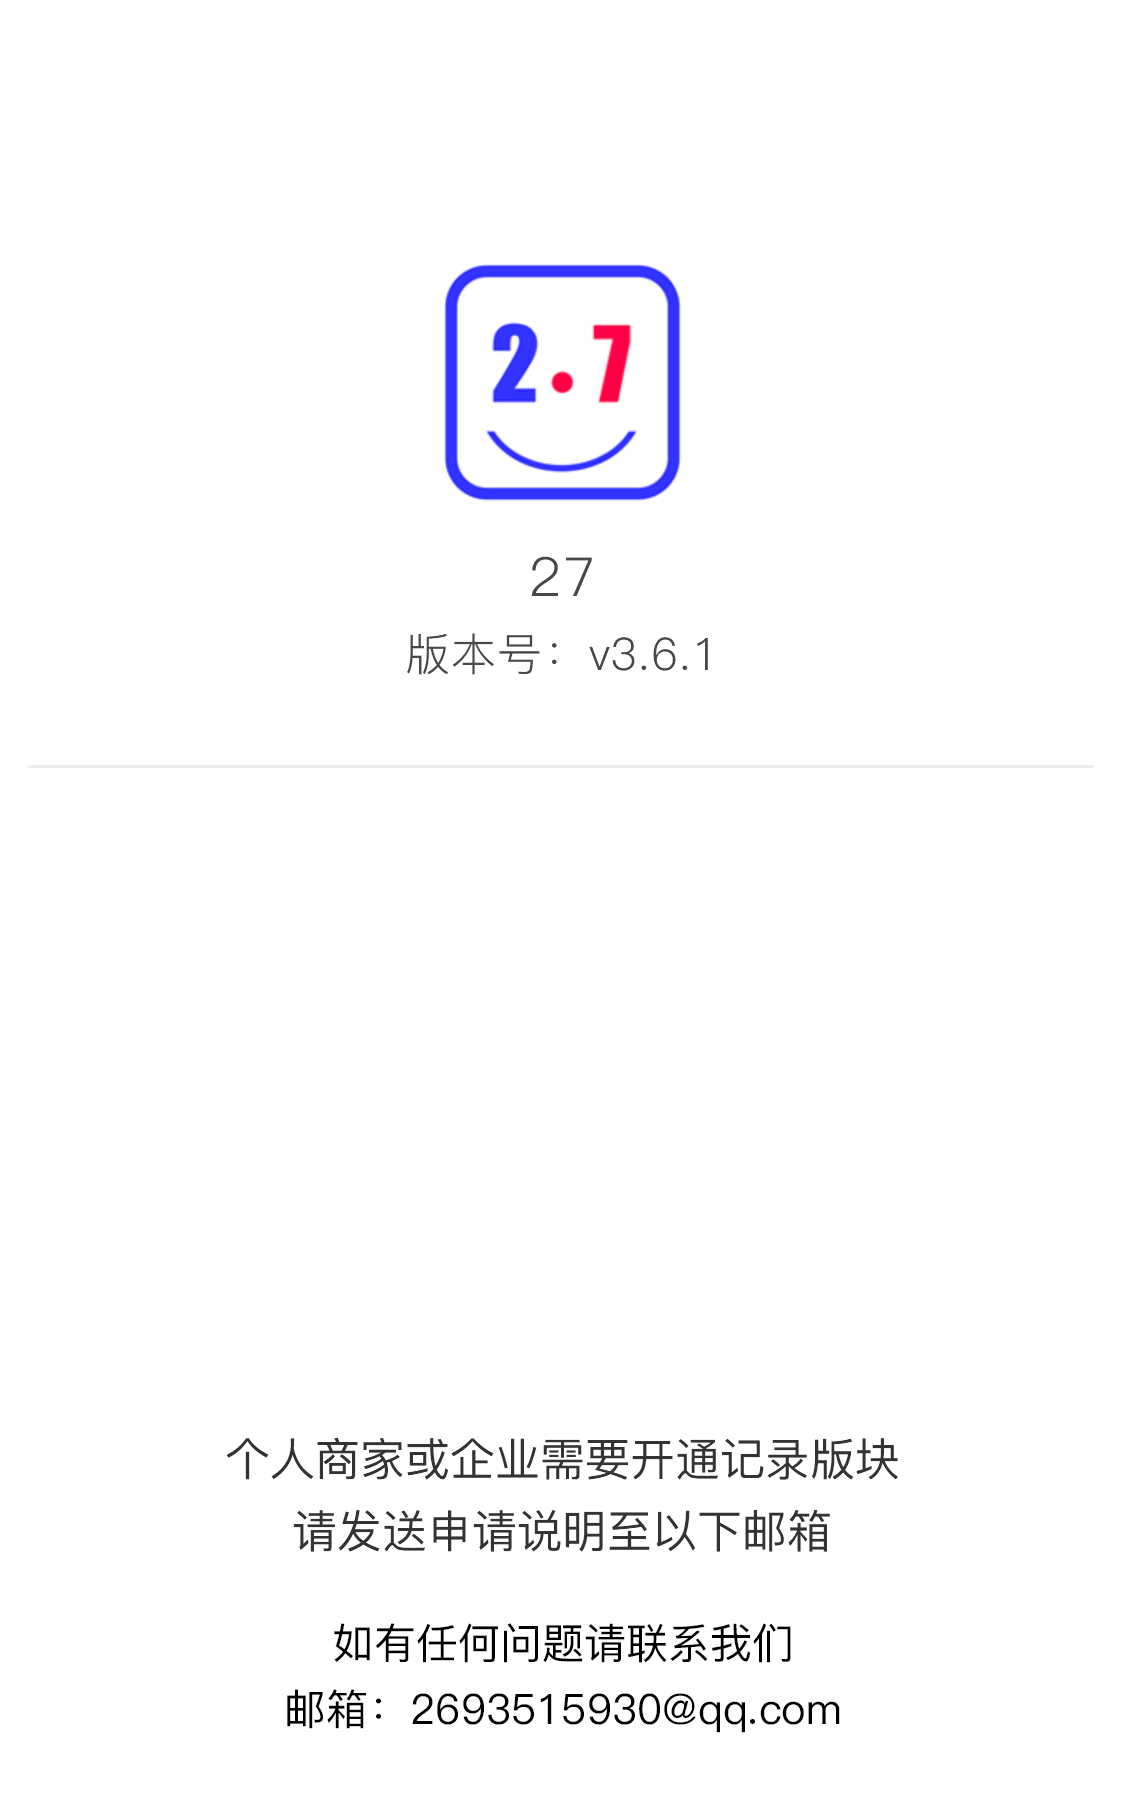 2.7
27
版本号：v3.6.1
个人商家或企业需要开通记录版块
请发送申请说明至以下邮箱
如有任何问题请联系我们
邮箱：2693515930@qq.com